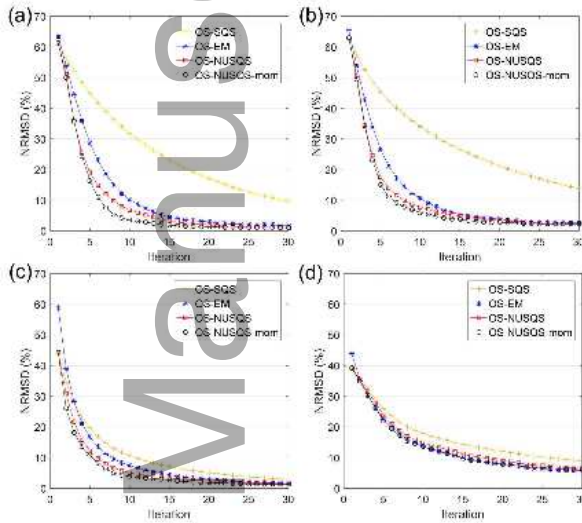 (a)
70
60
50
40
30
20
10
0
NRMSD (%)
OS-SQS
OS-EM
OS-NUSQS
OS-NUSQS-mom
0 5 10 15 20 25 30
Iteration
(b)
70
60
50
40
30
20
10
0
NRMSD (%)
OS-SQS
OS-EM
OS-NUSQS
OS-NUSQS-mom
0 5 10 15 20 25 30
Iteration
(c)
70
60
50
40
30
20
10
0
NRMSD (%)
OS-SQS
OS-EM
OS-NUSQS
OS-NUSQS-mom
0 5 10 15 20 25 30
Iteration
(d)
70
60
50
40
30
20
10
0
NRMSD (%)
OS-SQS
OS-EM
OS-NUSQS
OS-NUSQS-mom
0 5 10 15 20 25 30
Iteration
Manus